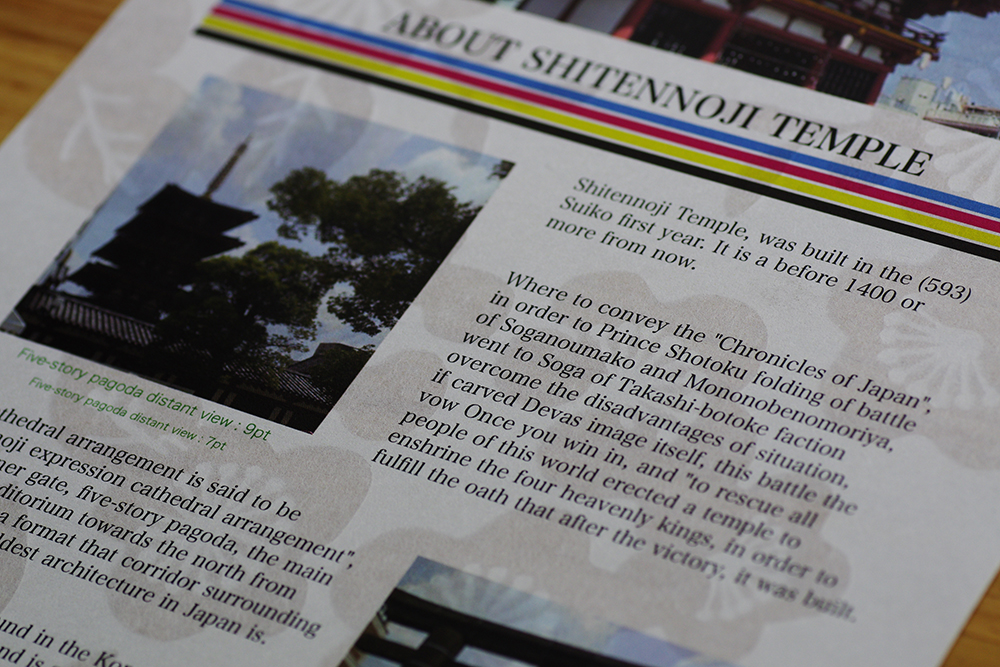 ABOUT SHITENNOJI TEMPLE
Shitennoji Temple, was built in the (593)
Suiko first year. It is a before 1400 or
more from now.
Where to convey the "Chronicles of Japan",
in order to Prince Shotoku folding of battle
of Soganoumako and Mononobenomoriya,
went to Soga of Takashi-botoke faction
overcome the disadvantages of situation,
if carved Devas image itself, this battle the
vow Once you win in, and "to rescue all
people of this world erected a temple to
enshrine the four heavenly kings, in order to
fulfill the oath that after the victory, it was built.
Five-story pagoda distant view : 9pt
Five-story pagoda distant view : 7pt
thedral arrangement is said to be
noji expression cathedral arrangement",
ner gate, five-story pagoda, the main
ditorium towards the north from
a format that corridor surrounding
ldest architecture in Japan is.
und in the Kor